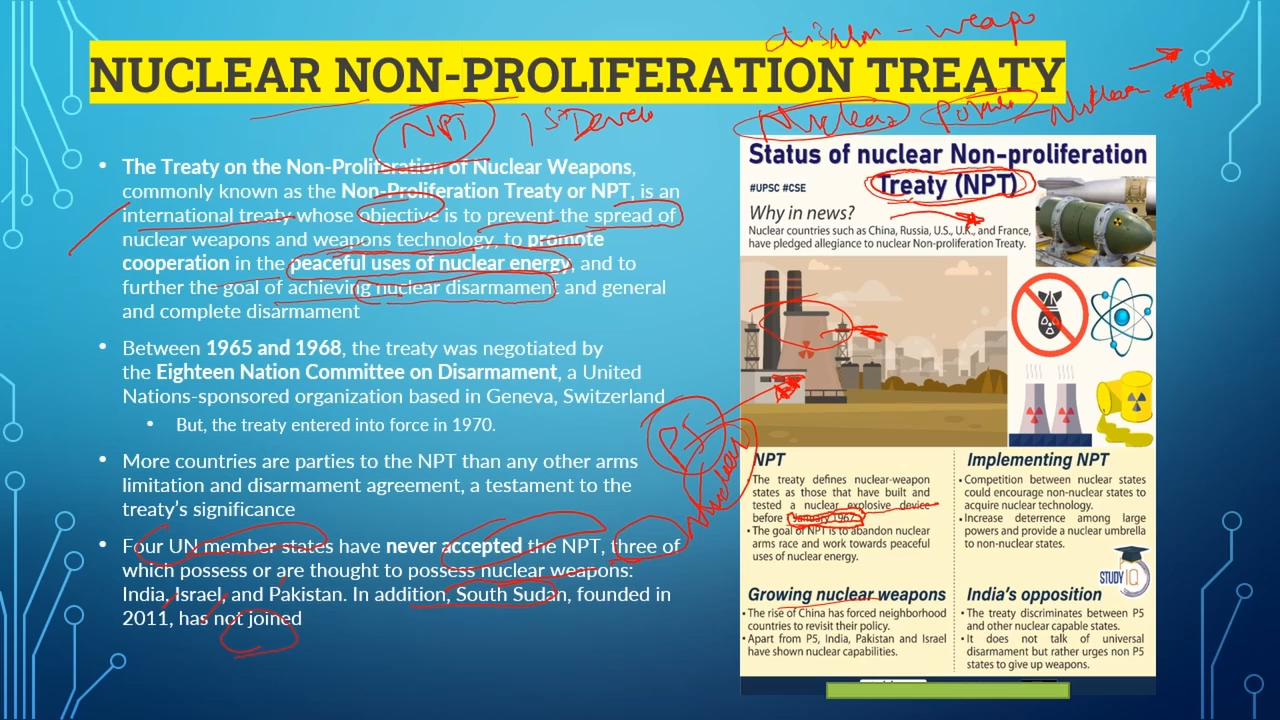 disarm - weapo
NUCLEAR NON-PROLIFERATION TREATY
NPT
Nuclear
• The Treaty on the Non-Proliferation of Nuclear Weapons,
commonly known as the Non-Proliferation Treaty or NPT, is an
international treaty whose objective is to prevent the spread of
nuclear weapons and weapons technology, to promote
cooperation in the peaceful uses of nuclear energy, and to
further the goal of achieving nuclear disarmament and general
and complete disarmament
• Between 1965 and 1968, the treaty was negotiated by
the Eighteen Nation Committee on Disarmament, a United
Nations-sponsored organization based in Geneva, Switzerland
• But, the treaty entered into force in 1970.
• More countries are parties to the NPT than any other arms
limitation and disarmament agreement, a testament to the
treaty's significance
• Four UN member states have never accepted the NPT, three of
which possess or are thought to possess nuclear weapons:
India, Israel, and Pakistan. In addition, South Sudan, founded in
2011, has not joined
P5
Nuclear
Status of nuclear Non-proliferation
Treaty (NPT)
#UPSC #CSE
Why in news?
Nuclear countries such as China, Russia, U.S., U.K., and France,
have pledged allegiance to nuclear Non-proliferation Treaty.
NPT
• The treaty defines nuclear-weapon
states as those that have built and
tested a nuclear explosive device
before 1 January 1967.
• The goal of NPT is to abandon nuclear
arms race and work towards peaceful
uses of nuclear energy.
Implementing NPT
• Competition between nuclear states
could encourage non-nuclear states to
acquire nuclear technology.
• Increase deterrence among large
powers and provide a nuclear umbrella
to non-nuclear states.
STUDY IQ
Growing nuclear weapons
• The rise of China has forced neighborhood
countries to revisit their policy.
• Apart from P5, India, Pakistan and Israel
have shown nuclear capabilities.
India's opposition
• The treaty discriminates between P5
and other nuclear capable states.
• It does not talk of universal
disarmament but rather urges non P5
states to give up weapons.